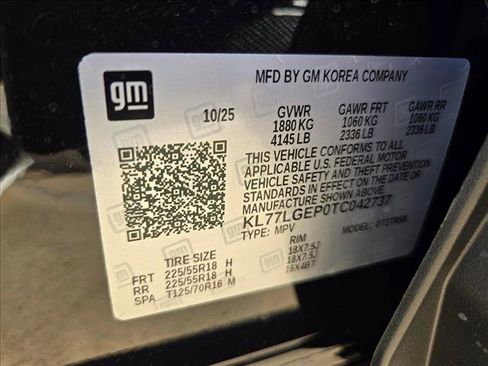 gm
MFD BY GM KOREA COMPANY
10/25 GVWR GAWR FRT GAWR RR
1880 KG 1060 KG 1060 KG
4145 LB 2336 LB 2336 LB
THIS VEHICLE CONFORMS TO ALL
APPLICABLE U.S. FEDERAL MOTOR
VEHICLE SAFETY AND THEFT PREVENTION
STANDARDS IN EFFECT ON THE DATE OF
MANUFACTURE SHOWN ABOVE.
KL77LGEP0TC042737
TYPE: MPV
TIRE SIZE RIM
FRT 225/55R18 H 18X7.5J
RR 225/55R18 H 18X7.5J
SPA T125/70R16 M 16X4BT